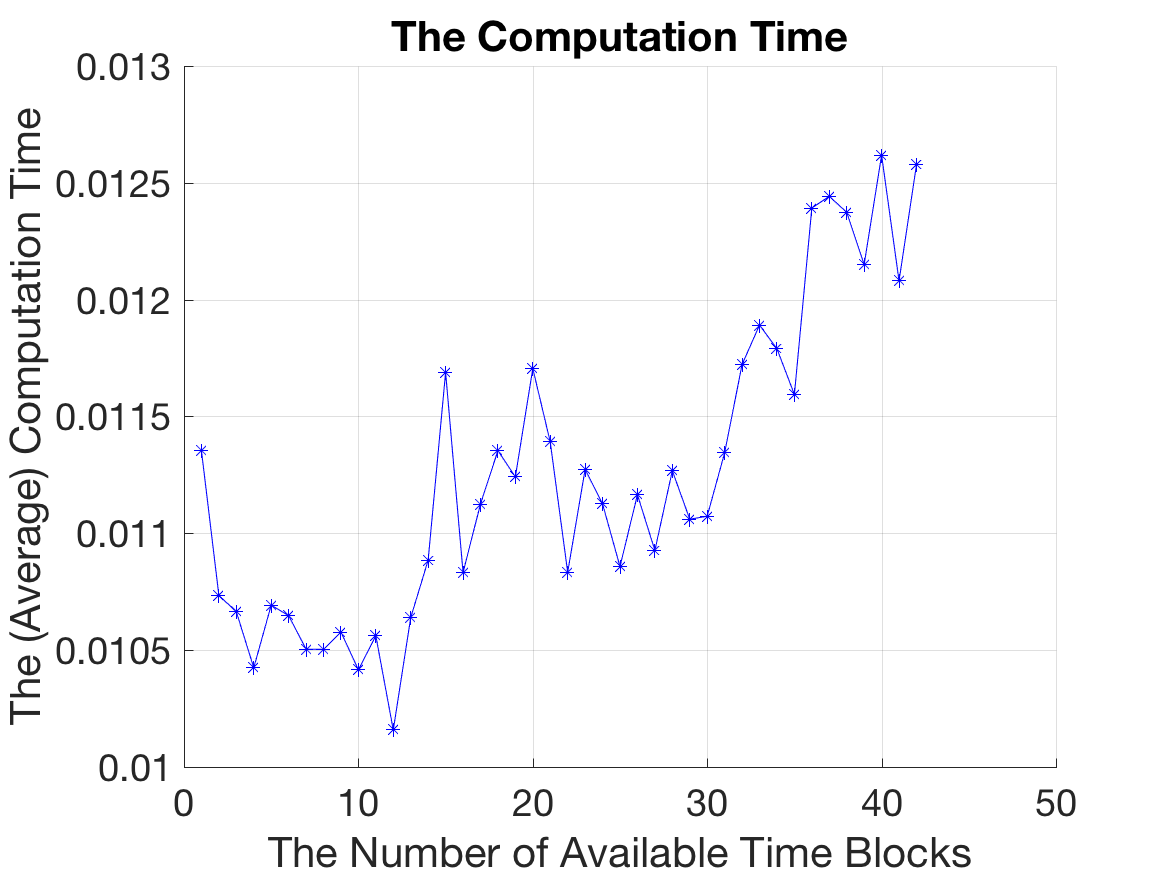 The Computation Time
The (Average) Computation Time
0.013
0.0125
0.012
0.0115
0.011
0.0105
0.01
0 10 20 30 40 50
The Number of Available Time Blocks